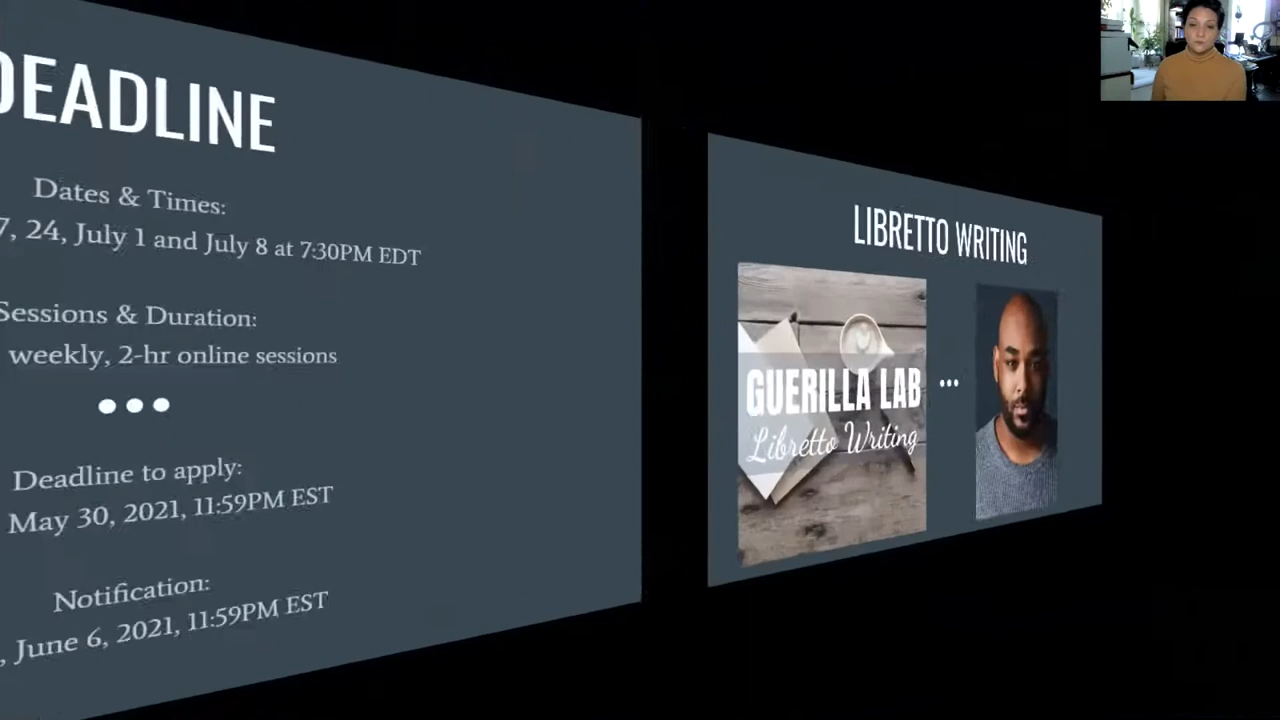 DEADLINE
Dates & Times:
7, 24, July 1 and July 8 at 7:30PM EDT
Sessions & Duration:
weekly, 2-hr online sessions
Deadline to apply:
May 30, 2021, 11:59PM EST
Notification:
, June 6, 2021, 11:59PM EST
LIBRETTO WRITING
GUERILLA LAB
Libretto Writing